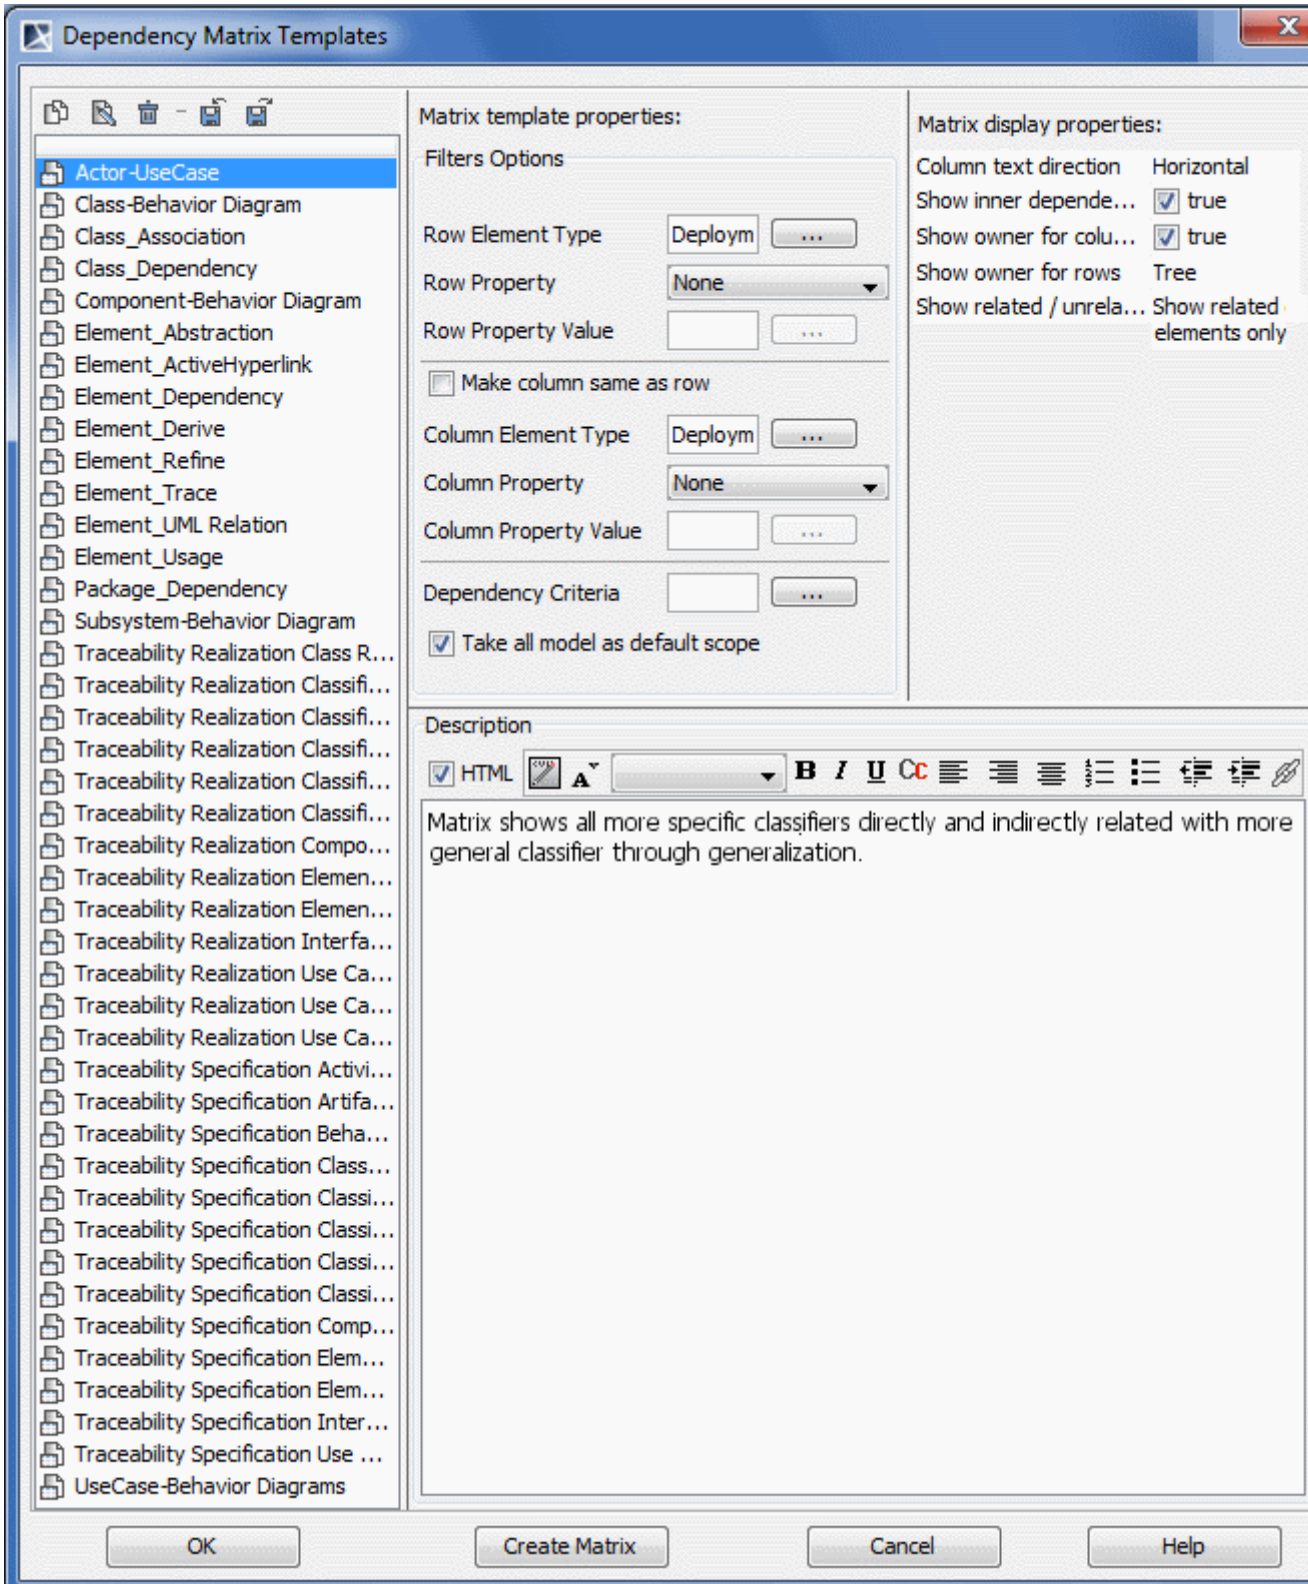 Dependency Matrix Templates
Actor-UseCase
Class-Behavior Diagram
Class_Association
Class_Dependency
Component-Behavior Diagram
Element_Abstraction
Element_ActiveHyperlink
Element_Dependency
Element_Derive
Element_Refine
Element_Trace
Element_UML Relation
Element_Usage
Package_Dependency
Subsystem-Behavior Diagram
Traceability Realization Class R...
Traceability Realization Classifi...
Traceability Realization Classifi...
Traceability Realization Classifi...
Traceability Realization Classifi...
Traceability Realization Classifi...
Traceability Realization Compo...
Traceability Realization Elemen...
Traceability Realization Elemen...
Traceability Realization Interfa...
Traceability Realization Use Ca...
Traceability Realization Use Ca...
Traceability Realization Use Ca...
Traceability Specification Activi...
Traceability Specification Artifa...
Traceability Specification Beha...
Traceability Specification Class...
Traceability Specification Classi...
Traceability Specification Classi...
Traceability Specification Classi...
Traceability Specification Classi...
Traceability Specification Comp...
Traceability Specification Elem...
Traceability Specification Elem...
Traceability Specification Inter...
Traceability Specification Use ...
UseCase-Behavior Diagrams
Matrix template properties:
Filters Options
Row Element Type Deploym ...
Row Property None
Row Property Value ...
Make column same as row
Column Element Type Deploym ...
Column Property None
Column Property Value ...
Dependency Criteria ...
Take all model as default scope
Matrix display properties:
Column text direction Horizontal
Show inner depende... true
Show owner for colu... true
Show owner for rows Tree
Show related / unrela... Show related
elements only
Description
HTML A B I U Cc
Matrix shows all more specific classifiers directly and indirectly related with more
general classifier through generalization.
OK Create Matrix Cancel Help